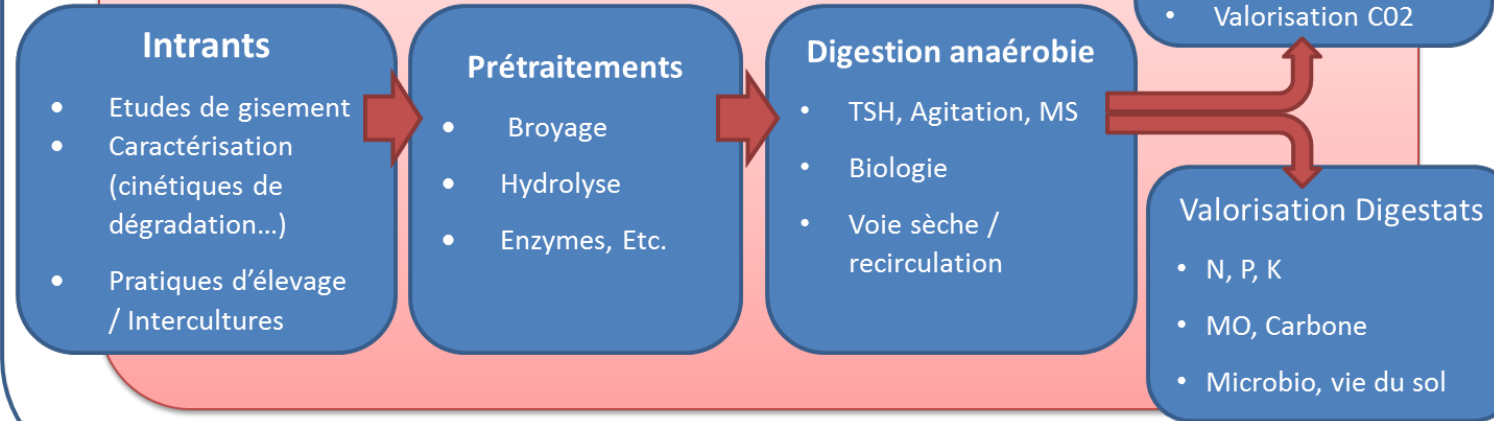 Intrants
• Etudes de gisement
• Caractérisation
(cinétiques de
dégradation...)
• Pratiques d'élevage
/ Intercultures
Prétraitements
• Broyage
• Hydrolyse
• Enzymes, Etc.
Digestion anaérobie
• TSH, Agitation, MS
• Biologie
• Voie sèche /
recirculation
• Valorisation C02
Valorisation Digestats
• N, P, K
• MO, Carbone
• Microbio, vie du sol